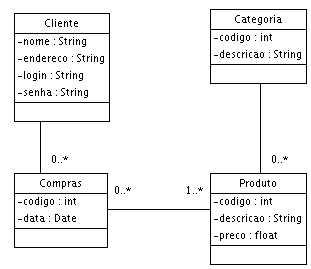 Cliente
-nome : String
-endereco : String
-login : String
-senha : String
Categoria
-codigo : int
-descricao : String
0..*
0..*
Compras
-codigo : int
-data : Date
0..*
1..*
Produto
-codigo : int
-descricao : String
-preco : float